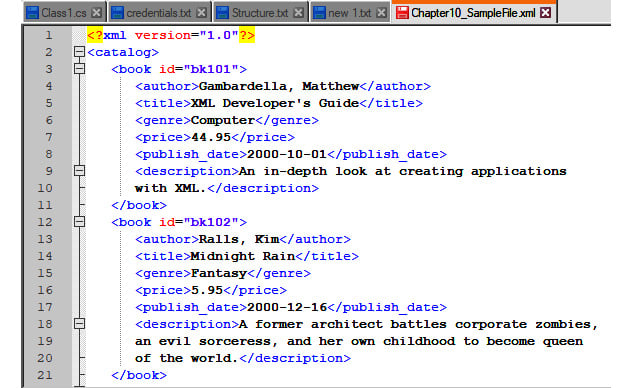 Class1.cs credentials.txt Structure.txt new 1.txt Chapter10_SampleFile.xml
1 <?xml version="1.0"?>
2 <catalog>
3 <book id="bk101">
4 <author>Gambardella, Matthew</author>
5 <title>XML Developer's Guide</title>
6 <genre>Computer</genre>
7 <price>44.95</price>
8 <publish_date>2000-10-01</publish_date>
9 <description>An in-depth look at creating applications
10 with XML.</description>
11 </book>
12 <book id="bk102">
13 <author>Ralls, Kim</author>
14 <title>Midnight Rain</title>
15 <genre>Fantasy</genre>
16 <price>5.95</price>
17 <publish_date>2000-12-16</publish_date>
18 <description>A former architect battles corporate zombies,
19 an evil sorceress, and her own childhood to become queen
20 of the world.</description>
21 </book>